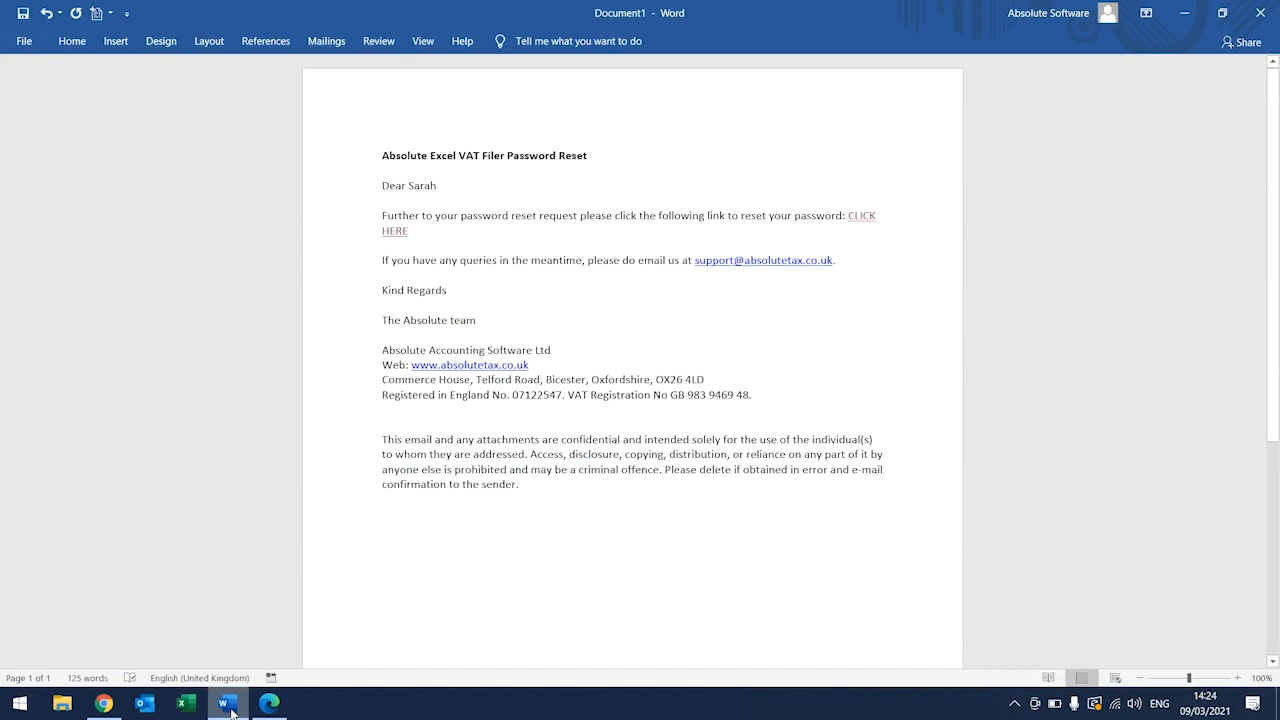 Document1 - Word
Absolute Software
File Home Insert Design Layout References Mailings Review View Help Tell me what you want to do Share
Absolute Excel VAT Filer Password Reset
Dear Sarah
Further to your password reset request please click the following link to reset your password: CLICK
HERE
If you have any queries in the meantime, please do email us at support@absolutetax.co.uk.
Kind Regards
The Absolute team
Absolute Accounting Software Ltd
Web: www.absolutetax.co.uk
Commerce House, Telford Road, Bicester, Oxfordshire, OX26 4LD
Registered in England No. 07122547. VAT Registration No GB 983 9469 48.
This email and any attachments are confidential and intended solely for the use of the individual(s)
to whom they are addressed. Access, disclosure, copying, distribution, or reliance on any part of it by
anyone else is prohibited and may be a criminal offence. Please delete if obtained in error and e-mail
confirmation to the sender.
Page 1 of 1 125 words English (United Kingdom) 100%
14:24
ENG
09/03/2021